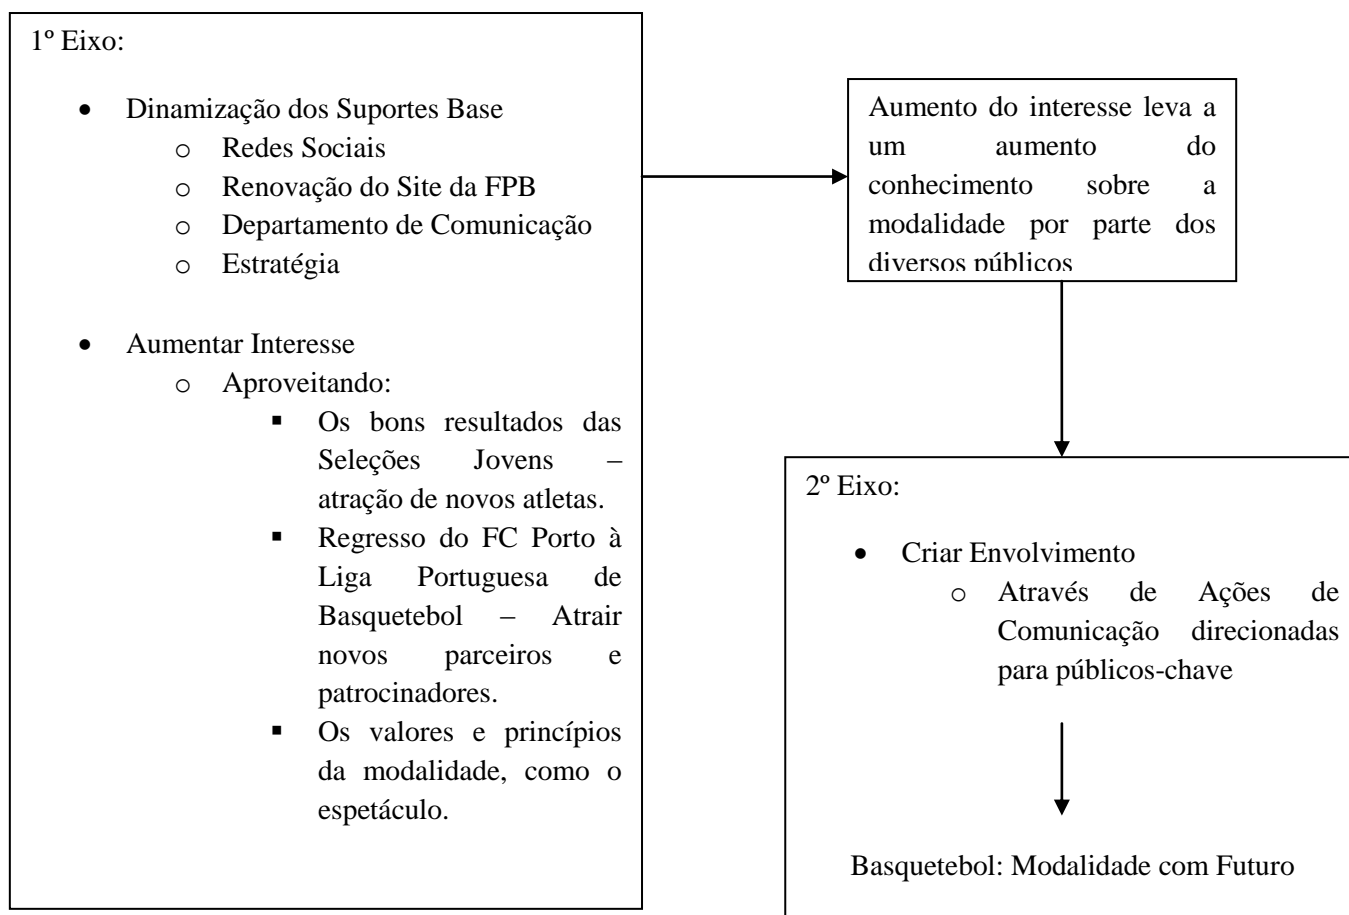 1º Eixo:
• Dinamização dos Suportes Base
o Redes Sociais
o Renovação do Site da FPB
o Departamento de Comunicação
o Estratégia
• Aumentar Interesse
o Aproveitando:
▪ Os bons resultados das
Seleções Jovens –
atração de novos atletas.
▪ Regresso do FC Porto à
Liga Portuguesa de
Basquetebol – Atrair
novos parceiros e
patrocinadores.
▪ Os valores e princípios
da modalidade, como o
espetáculo.
Aumento do interesse leva a
um aumento do
conhecimento sobre a
modalidade por parte dos
diversos públicos
2º Eixo:
• Criar Envolvimento
o Através de Ações de
Comunicação direcionadas
para públicos-chave
Basquetebol: Modalidade com Futuro